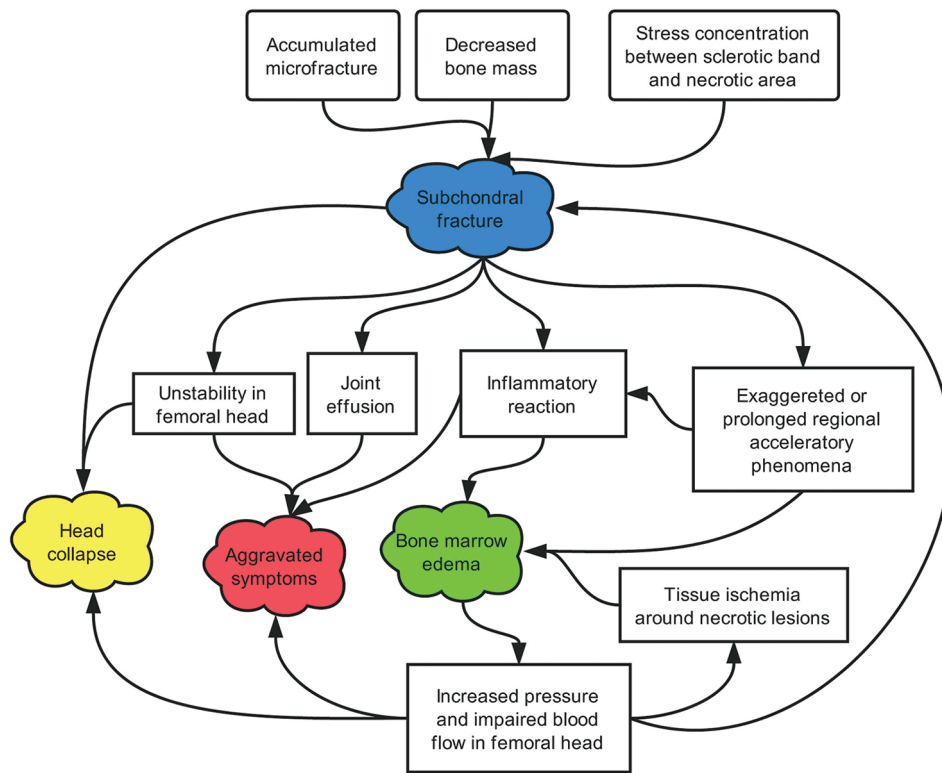 Accumulated
microfracture
Decreased
bone mass
Stress concentration
between sclerotic band
and necrotic area
Subchondral
fracture
Unstability in
femoral head
Joint
effusion
Inflammatory
reaction
Exaggereted or
prolonged regional
acceleratory
phenomena
Head
collapse
Aggravated
symptoms
Bone marrow
edema
Tissue ischemia
around necrotic lesions
Increased pressure
and impaired blood
flow in femoral head